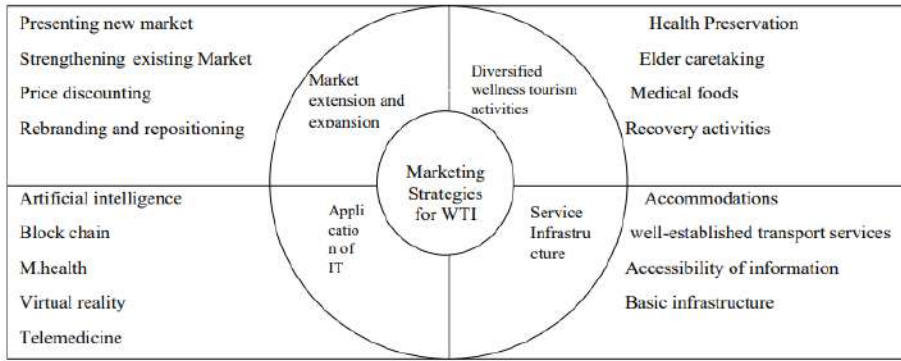 Presenting new market
Strengthening existing Market
Price discounting
Rebranding and repositioning
Market
extension and
expansion
Diversified
wellness tourism
activities
Health Preservation
Elder caretaking
Medical foods
Recovery activities
Marketing
Strategies
for WTI
Artificial intelligence
Block chain
M.health
Virtual reality
Telemedicine
Appli
catio
n of
IT
Service
Infrastru
cture
Accommodations
well-established transport services
Accessibility of information
Basic infrastructure